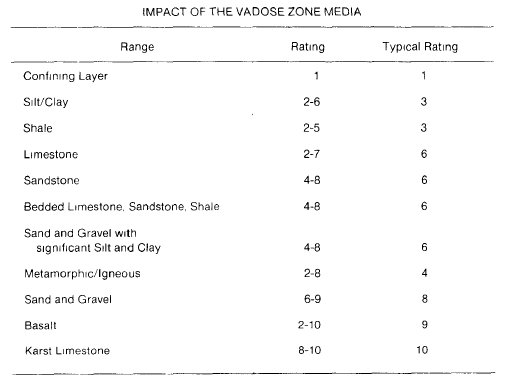 IMPACT OF THE VADOSE ZONE MEDIA
Range Rating Typical Rating
Confining Layer 1 1
Silt/Clay 2-6 3
Shale 2-5 3
Limestone 2-7 6
Sandstone 4-8 6
Bedded Limestone, Sandstone, Shale 4-8 6
Sand and Gravel with
significant Silt and Clay 4-8 6
Metamorphic/Igneous 2-8 4
Sand and Gravel 6-9 8
Basalt 2-10 9
Karst Limestone 8-10 10